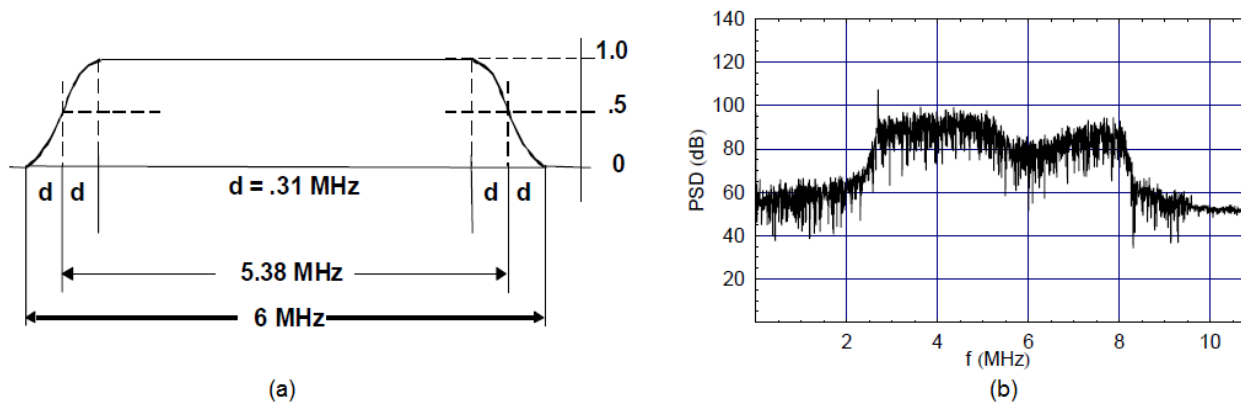 1.0
.5
0
d d
d = .31 MHz
d d
5.38 MHz
6 MHz
(a)
140
120
100
80
60
40
20
PSD (dB)
2 4 6 8 10
f (MHz)
(b)